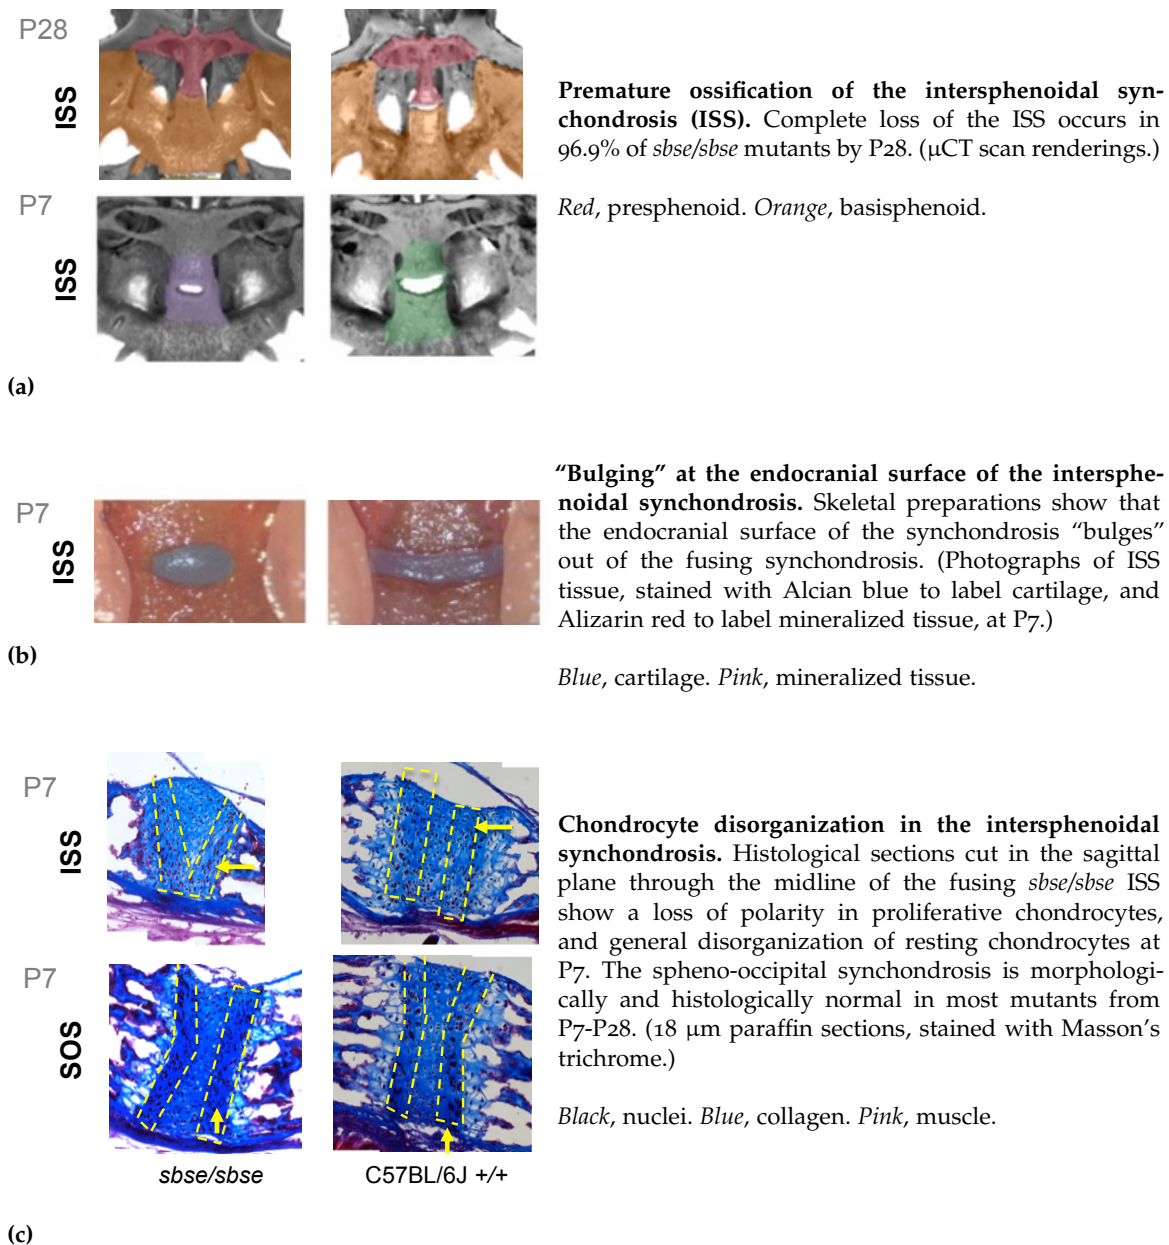 P28
ISS
Premature ossification of the intersphenoidal syn-
chondrosis (ISS). Complete loss of the ISS occurs in
96.9% of sbse/sbse mutants by P28. (µCT scan renderings.)
Red, presphenoid. Orange, basisphenoid.
P7
ISS
(a)
P7
ISS
"Bulging" at the endocranial surface of the intersphe-
noidal synchondrosis. Skeletal preparations show that
the endocranial surface of the synchondrosis "bulges"
out of the fusing synchondrosis. (Photographs of ISS
tissue, stained with Alcian blue to label cartilage, and
Alizarin red to label mineralized tissue, at P7.)
Blue, cartilage. Pink, mineralized tissue.
(b)
P7
ISS
P7
SOS
Chondrocyte disorganization in the intersphenoidal
synchondrosis. Histological sections cut in the sagittal
plane through the midline of the fusing sbse/sbse ISS
show a loss of polarity in proliferative chondrocytes,
and general disorganization of resting chondrocytes at
P7. The spheno-occipital synchondrosis is morphologi-
cally and histologically normal in most mutants from
P7-P28. (18 µm paraffin sections, stained with Masson's
trichrome.)
Black, nuclei. Blue, collagen. Pink, muscle.
sbse/sbse
C57BL/6J +/+
(c)